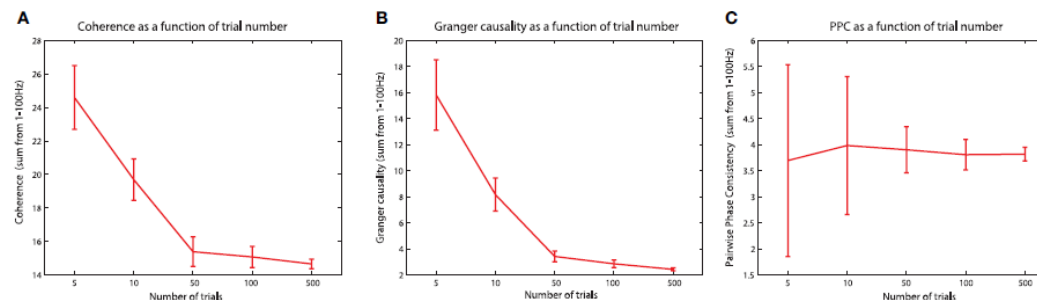 A
Coherence as a function of trial number
28
26
24
22
20
18
16
14
Coherence (sum from 1-100Hz)
5 10 50 100 500
Number of trials
B
Granger causality as a function of trial number
20
18
16
14
12
10
8
6
4
2
Granger causality (sum from 1-100Hz)
5 10 50 100 500
Number of trials
C
PPC as a function of trial number
6
5.5
5
4.5
4
3.5
3
2.5
2
1.5
1
Pairwise Phase Consistency (sum from 1-100Hz)
5 10 50 100 500
Number of trials